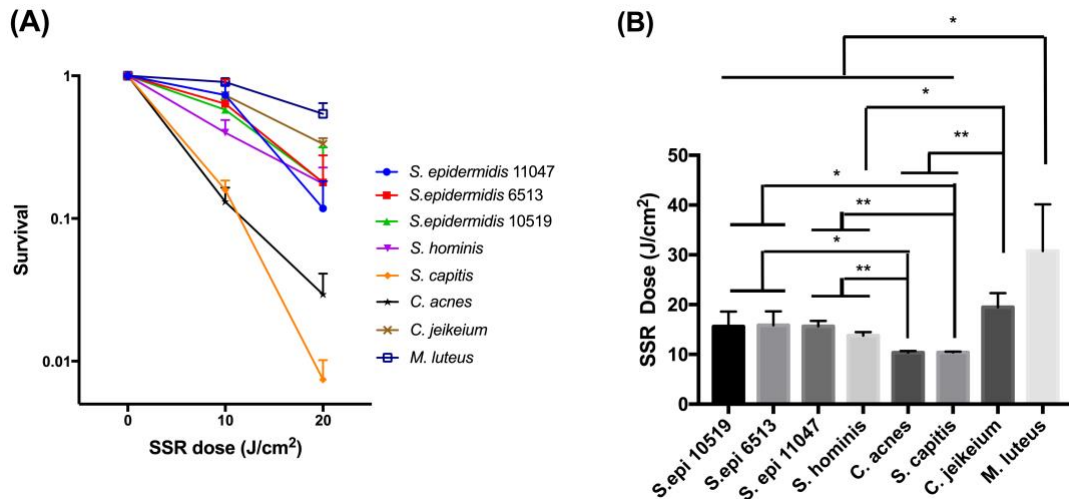 (A)
Survival
1
0.1
0.01
0 10 20
SSR dose (J/cm²)
S. epidermidis 11047
S.epidermidis 6513
S.epidermidis 10519
S. hominis
S. capitis
C. acnes
C. jeikeium
M. luteus
(B)
*
*
**
*
**
*
**
SSR Dose (J/cm²)
50
40
30
20
10
0
S.epi 10519
S.epi 6513
S. epi 11047
S. hominis
C. acnes
S. capitis
C. jeikeium
M. luteus